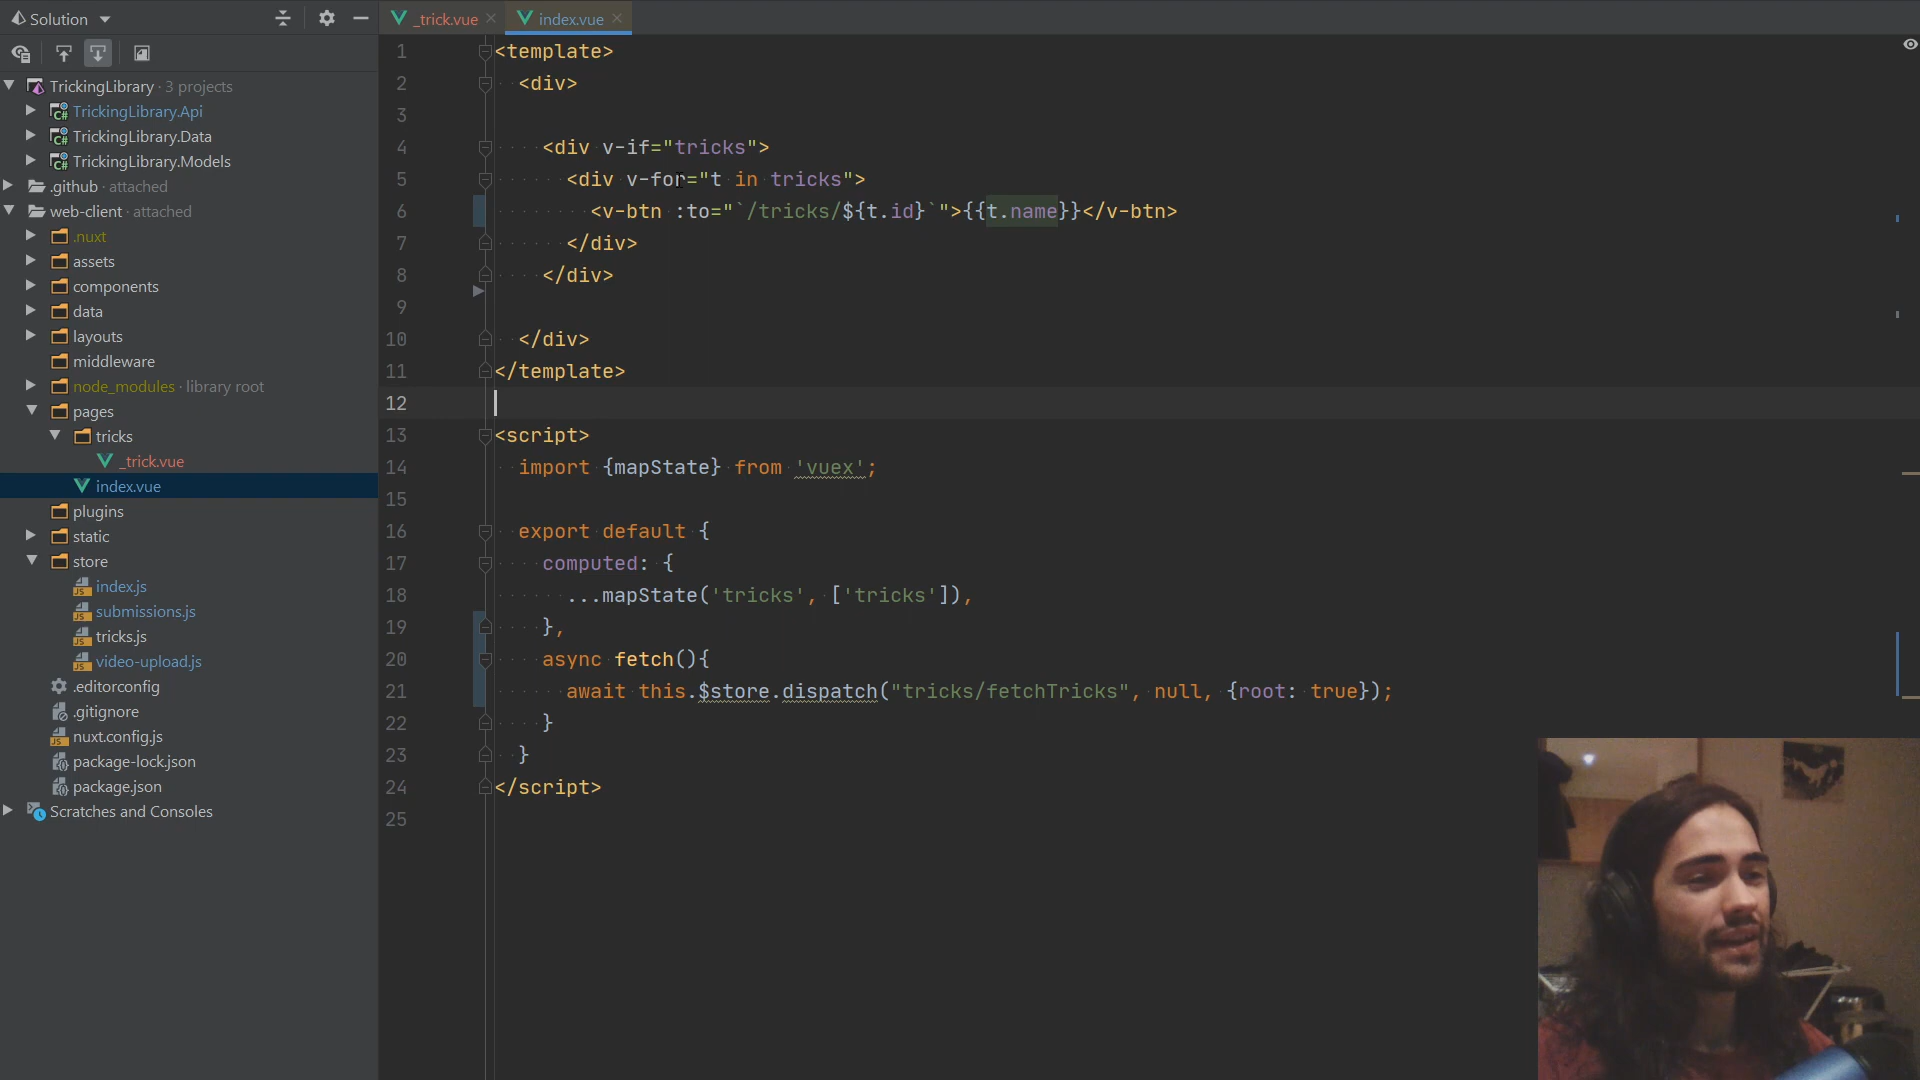 Solution
_trick.vue
index.vue
TrickingLibrary · 3 projects
TrickingLibrary.Api
TrickingLibrary.Data
TrickingLibrary.Models
.github · attached
web-client · attached
.nuxt
assets
components
data
layouts
middleware
node_modules · library root
pages
tricks
_trick.vue
index.vue
plugins
static
store
index.js
submissions.js
tricks.js
video-upload.js
.editorconfig
.gitignore
nuxt.config.js
package-lock.json
package.json
Scratches and Consoles
1 <template>
2 <div>
3
4 <div v-if="tricks">
5 <div v-for="t in tricks">
6 <v-btn :to="`/tricks/${t.id}`">{{t.name}}</v-btn>
7 </div>
8 </div>
9
10 </div>
11 </template>
12
13 <script>
14 import {mapState} from 'vuex';
15
16 export default {
17 computed: {
18 ...mapState('tricks', ['tricks']),
19 },
20 async fetch(){
21 await this.$store.dispatch("tricks/fetchTricks", null, {root: true});
22 }
23 }
24 </script>
25